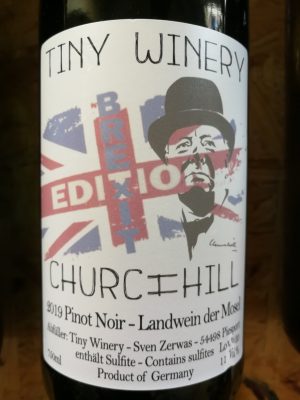 TINY WINERY
BREXIT
EDITION
CHURCHILL
2019 Pinot Noir - Landwein der Mosel
Abfüller: Tiny Winery - Sven Zerwas - 54498 Piesport
750ml enthält Sulfite - Contains sulfites
Product of Germany